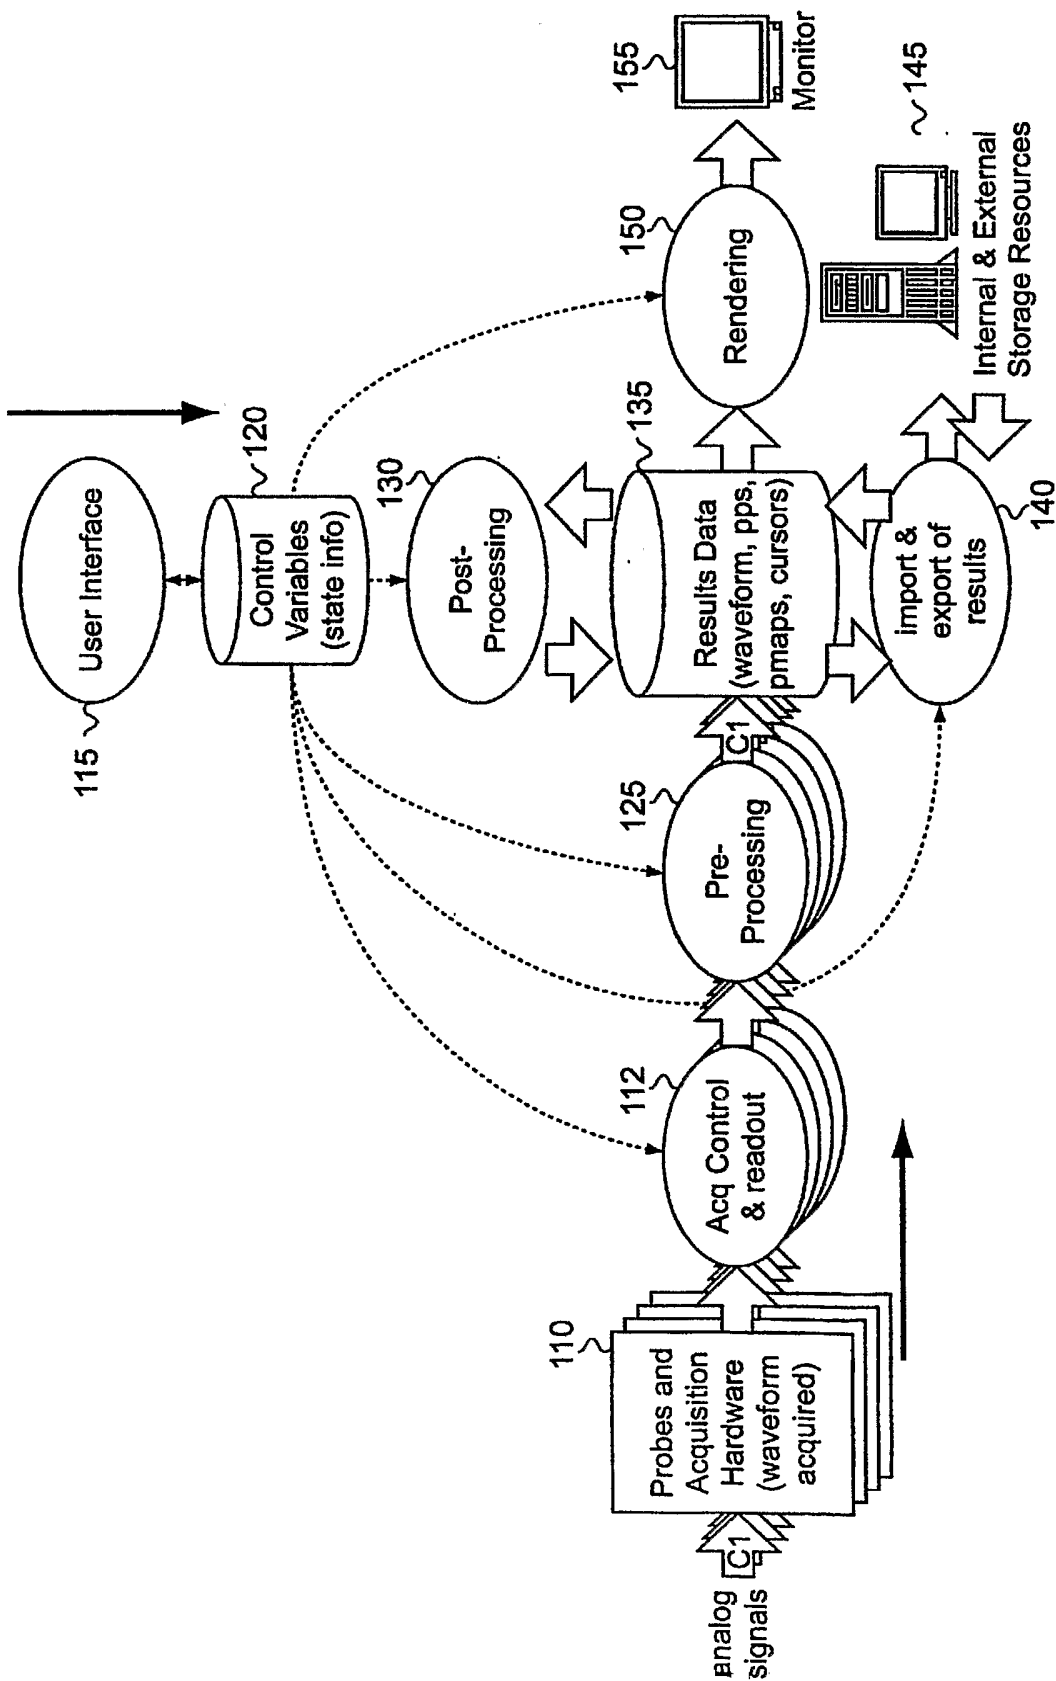 115
User Interface
120
Control
Variables
(state info)
130
Post-
Processing
110
Probes and
Acquisition
Hardware
(waveform
acquired)
analog
signals
C1
112
Acq Control
& readout
125
Pre-
Processing
C1
135
Results Data
(waveform, pps,
pmaps, cursors)
150
Rendering
155
Monitor
140
import &
export of
results
145
Internal & External
Storage Resources